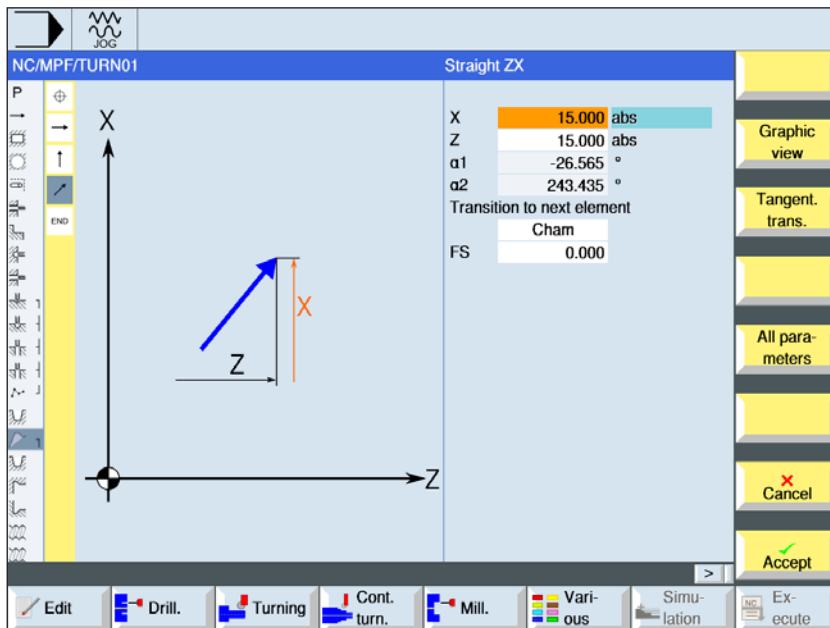 JOG
NC/MPF/TURN01
Straight ZX
P
END
X
X
Z
Z
X 15.000 abs
Z 15.000 abs
α1 -26.565 °
α2 243.435 °
Transition to next element
Cham
FS 0.000
Graphic
view
Tangent.
trans.
All para-
meters
Cancel
Accept
>
Edit
Drill.
Turning
Cont.
turn.
Mill.
Vari-
ous
Simu-
lation
NC
Ex-
ecute